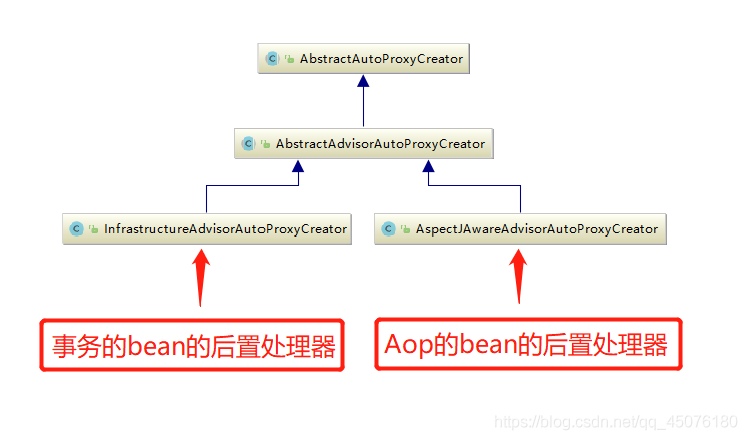 AbstractAutoProxyCreator
AbstractAdvisorAutoProxyCreator
InfrastructureAdvisorAutoProxyCreator
AspectJAwareAdvisorAutoProxyCreator
事务的bean的后置处理器
Aop的bean的后置处理器
https://blog.csdn.net/qq_45076180